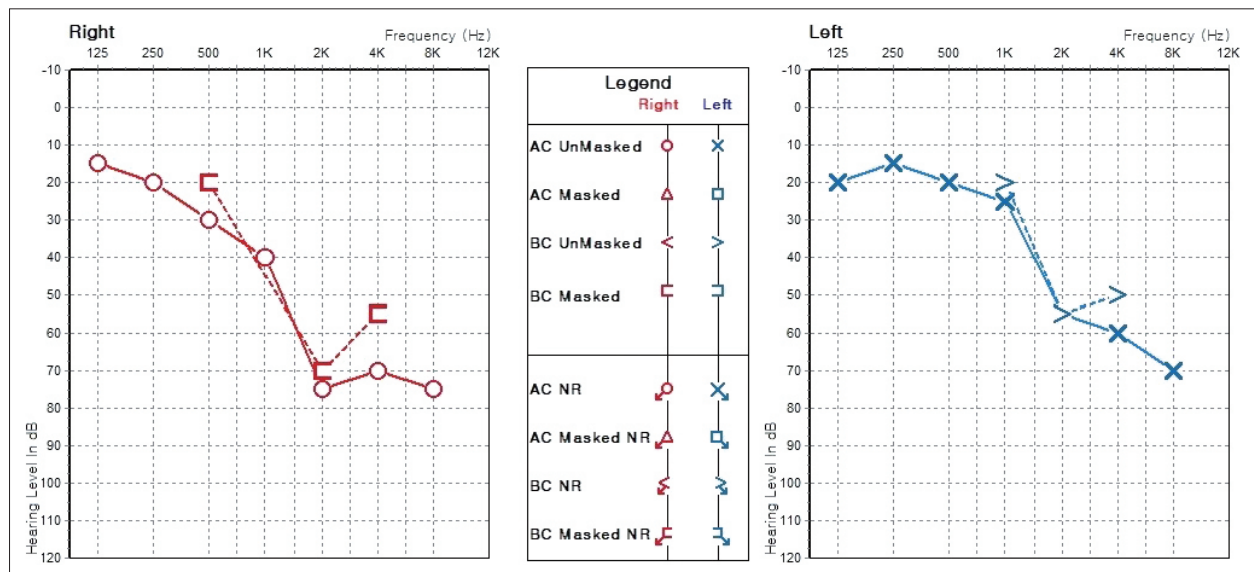 Right
Frequency (Hz)
125 250 500 1K 2K 4K 8K 12K
-10
0
10
20
30
40
50
60
70
80
90
100
110
120
Hearing Level In dB
Legend
Right Left
AC UnMasked
AC Masked
BC UnMasked
BC Masked
AC NR
AC Masked NR
BC NR
BC Masked NR
Left
Frequency (Hz)
125 250 500 1K 2K 4K 8K 12K
-10
0
10
20
30
40
50
60
70
80
90
100
110
120
Hearing Level In dB